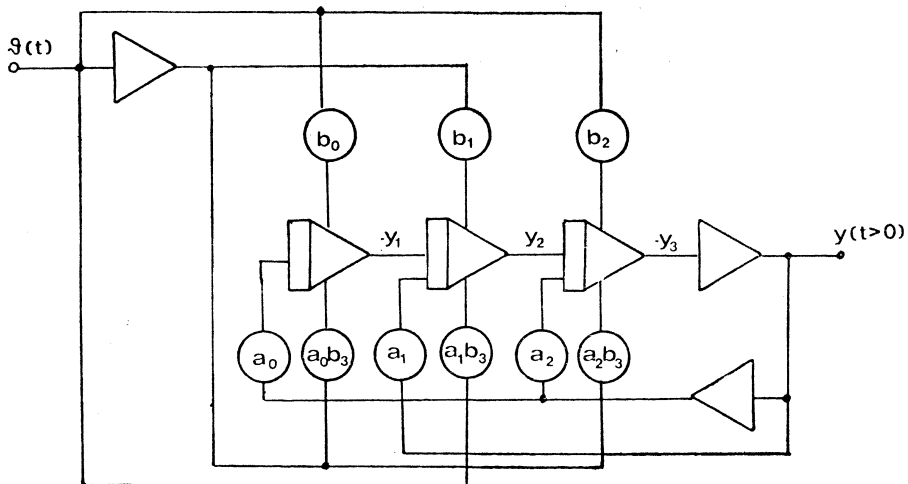 ϑ(t)
b₀
b₁
b₂
-y₁
y₂
-y₃
y(t>0)
a₀
a₀b₃
a₁
a₁b₃
a₂
a₂b₃